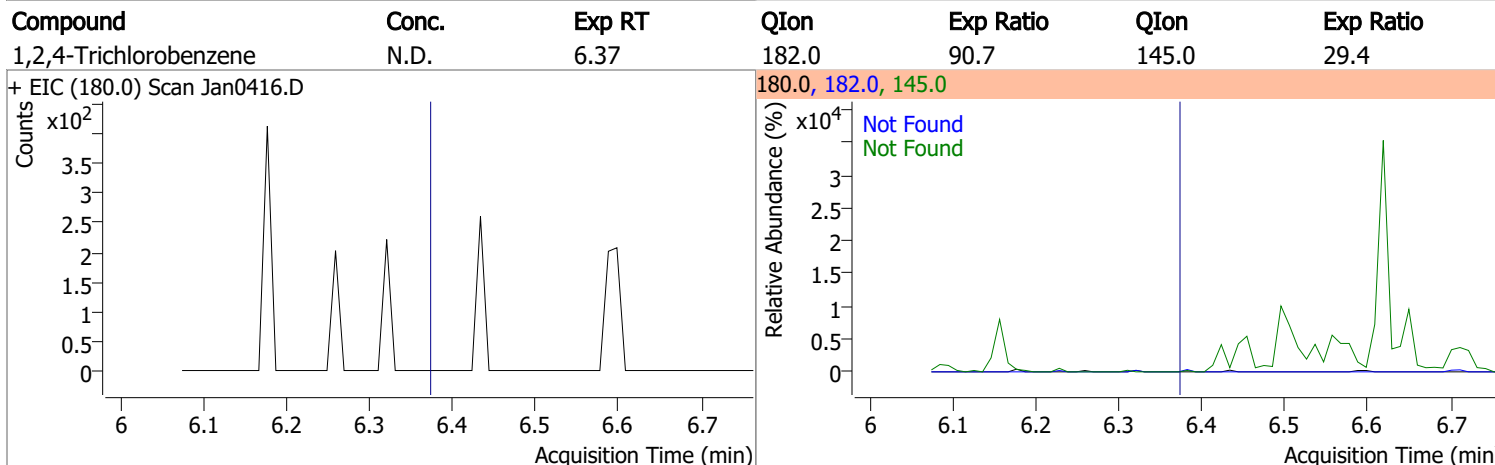 Compound Conc. Exp RT QIon Exp Ratio QIon Exp Ratio
1,2,4-Trichlorobenzene N.D. 6.37 182.0 90.7 145.0 29.4
+ EIC (180.0) Scan Jan0416.D
Counts
x10²
3.5
3
2.5
2
1.5
1
0.5
0
6 6.1 6.2 6.3 6.4 6.5 6.6 6.7
Acquisition Time (min)
180.0, 182.0, 145.0
Relative Abundance (%)
x10⁴
Not Found
Not Found
3
2.5
2
1.5
1
0.5
0
6 6.1 6.2 6.3 6.4 6.5 6.6 6.7
Acquisition Time (min